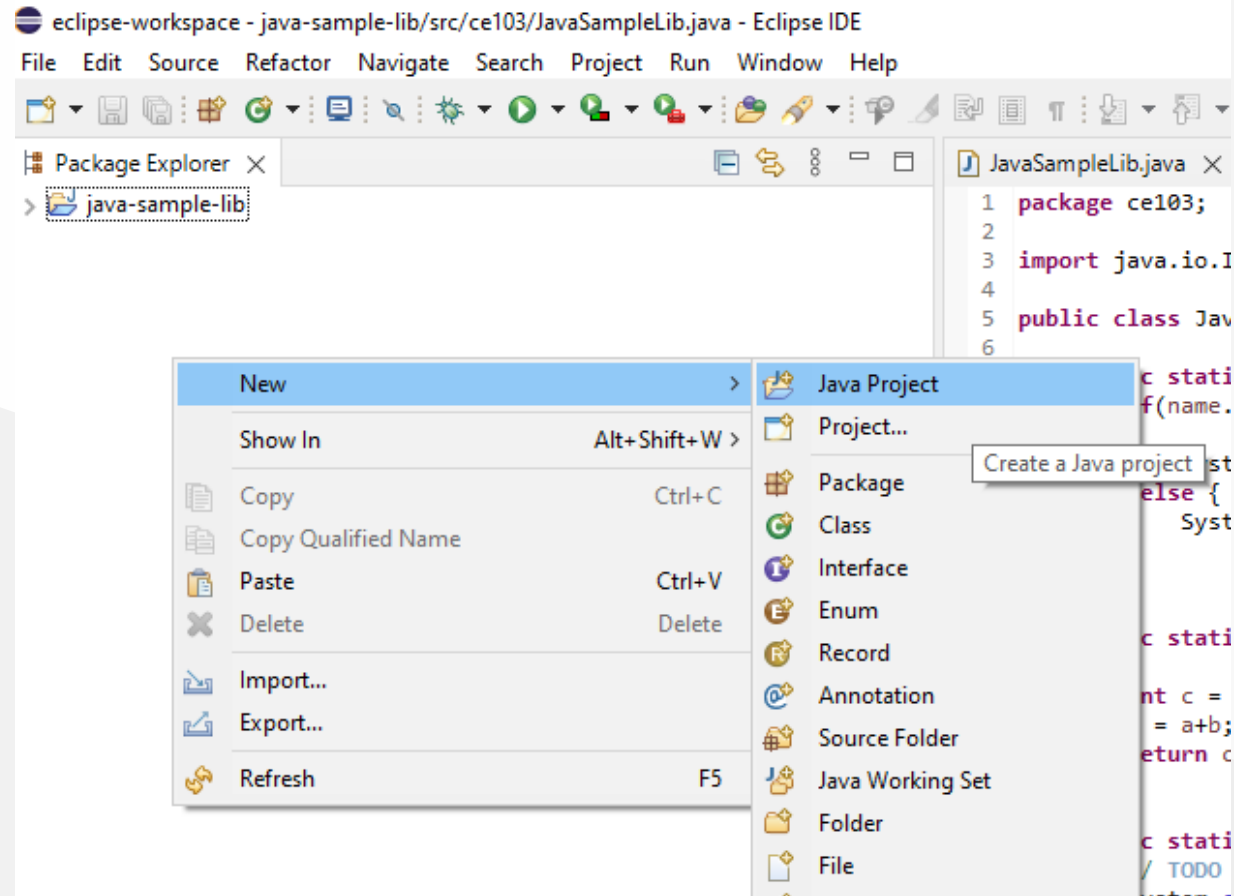 eclipse-workspace - java-sample-lib/src/ce103/JavaSampleLib.java - Eclipse IDE
File Edit Source Refactor Navigate Search Project Run Window Help
Package Explorer
java-sample-lib
New
Show In Alt+Shift+W >
Copy Ctrl+C
Copy Qualified Name
Paste Ctrl+V
Delete Delete
Import...
Export...
Refresh F5
Java Project
Project...
Create a Java project
Package
Class
Interface
Enum
Record
Annotation
Source Folder
Java Working Set
Folder
File
JavaSampleLib.java
1 package ce103;
2
3 import java.io.I
4
5 public class Jav
6
c stati
f(name.
st
else {
Syst
c stati
nt c =
= a+b;
eturn c
c stati
/ TODO